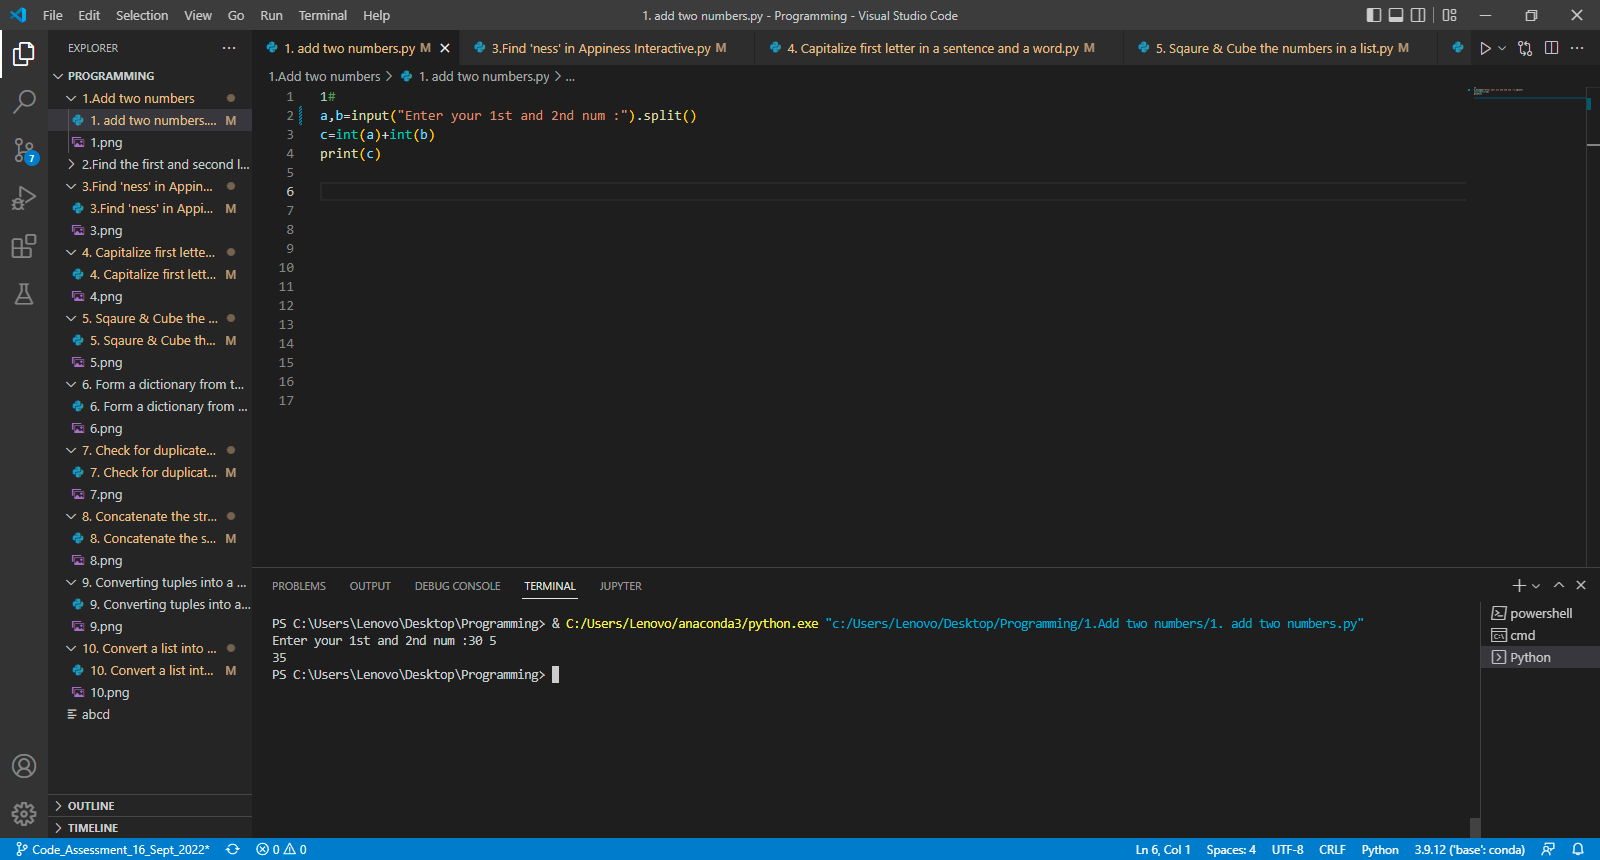 File Edit Selection View Go Run Terminal Help
1. add two numbers.py - Programming - Visual Studio Code
EXPLORER
PROGRAMMING
1.Add two numbers
1. add two numbers.... M
1.png
2.Find the first and second l...
3.Find 'ness' in Appin...
3.Find 'ness' in Appi... M
3.png
4. Capitalize first lette...
4. Capitalize first lett... M
4.png
5. Sqaure & Cube the ...
5. Sqaure & Cube th... M
5.png
6. Form a dictionary from t...
6. Form a dictionary from ...
6.png
7. Check for duplicate...
7. Check for duplicat... M
7.png
8. Concatenate the str...
8. Concatenate the s... M
8.png
9. Converting tuples into a ...
9. Converting tuples into a...
9.png
10. Convert a list into ...
10. Convert a list int... M
10.png
abcd
OUTLINE
TIMELINE
7
1. add two numbers.py M
3.Find 'ness' in Appiness Interactive.py M
4. Capitalize first letter in a sentence and a word.py M
5. Sqaure & Cube the numbers in a list.py M
1.Add two numbers > 1. add two numbers.py > ...
1 1#
2 a,b=input("Enter your 1st and 2nd num :").split()
3 c=int(a)+int(b)
4 print(c)
5
6
7
8
9
10
11
12
13
14
15
16
17
PROBLEMS OUTPUT DEBUG CONSOLE TERMINAL JUPYTER
PS C:\Users\Lenovo\Desktop\Programming> & C:/Users/Lenovo/anaconda3/python.exe "c:/Users/Lenovo/Desktop/Programming/1.Add two numbers/1. add two numbers.py"
Enter your 1st and 2nd num :30 5
35
PS C:\Users\Lenovo\Desktop\Programming>
powershell
cmd
Python
Code_Assessment_16_Sept_2022* 0 0
Ln 6, Col 1 Spaces: 4 UTF-8 CRLF Python 3.9.12 ('base': conda)